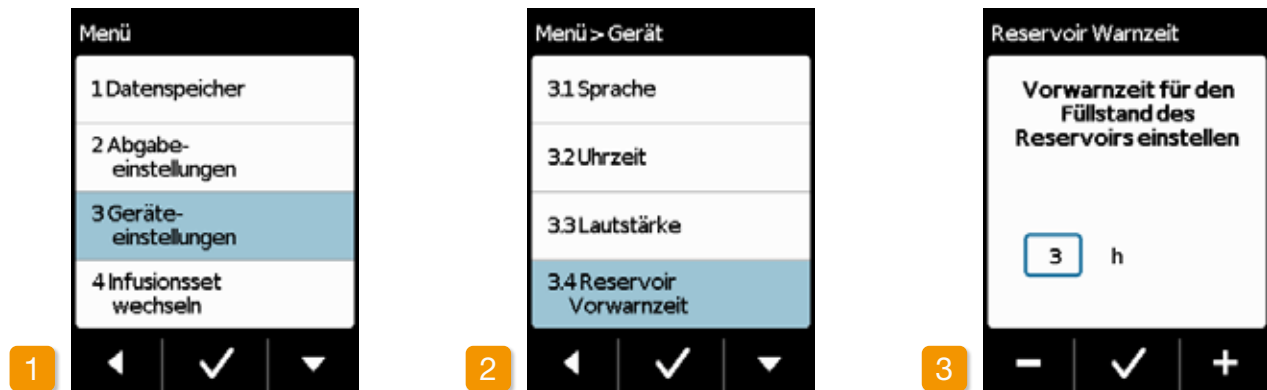 Menü
1 Datenspeicher
2 Abgabe-
einstellungen
3 Geräte-
einstellungen
4 Infusionsset
wechseln
1
Menü > Gerät
3.1 Sprache
3.2 Uhrzeit
3.3 Lautstärke
3.4 Reservoir
Vorwarnzeit
2
Reservoir Warnzeit
Vorwarnzeit für den
Füllstand des
Reservoirs einstellen
3 h
3